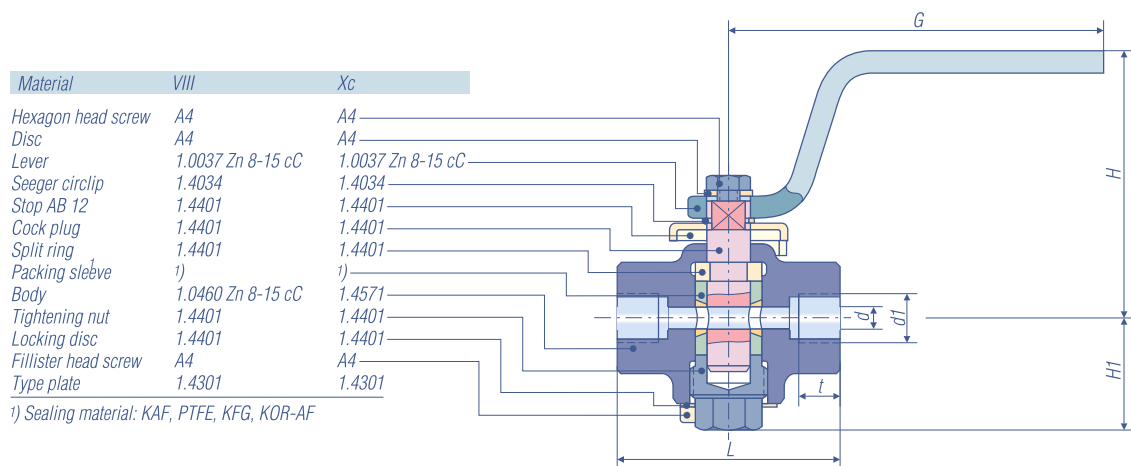 Material VIII Xc
Hexagon head screw A4 A4
Disc A4 A4
Lever 1.0037 Zn 8-15 cC 1.0037 Zn 8-15 cC
Seeger circlip 1.4034 1.4034
Stop AB 12 1.4401 1.4401
Cock plug 1.4401 1.4401
Split ring 1.4401 1.4401
1
Packing sleeve 1) 1)
Body 1.0460 Zn 8-15 cC 1.4571
Tightening nut 1.4401 1.4401
Locking disc 1.4401 1.4401
Fillister head screw A4 A4
Type plate 1.4301 1.4301
1) Sealing material: KAF, PTFE, KFG, KOR-AF
G
H
d
d1
H1
t
L